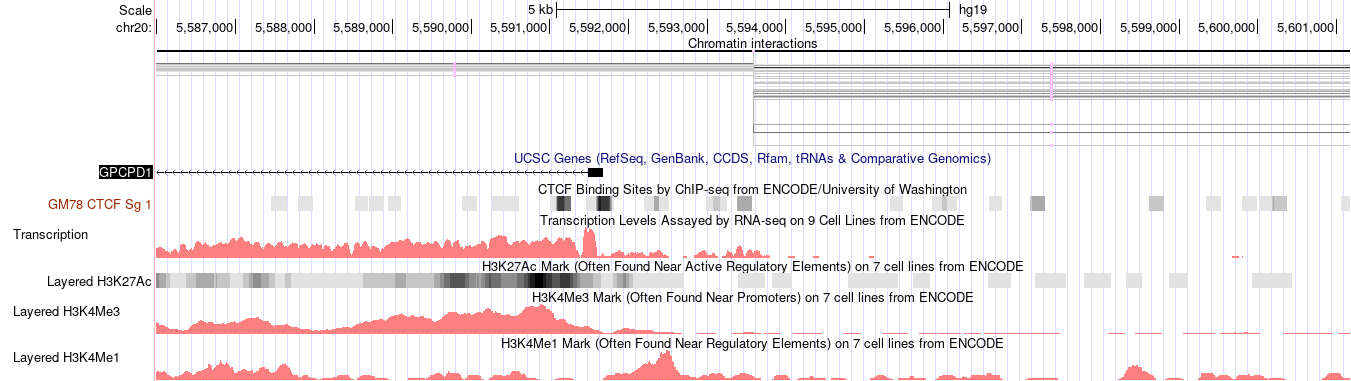 Scale 5 kb hg19
chr20: 5,587,000 5,588,000 5,589,000 5,590,000 5,591,000 5,592,000 5,593,000 5,594,000 5,595,000 5,596,000 5,597,000 5,598,000 5,599,000 5,600,000 5,601,000
Chromatin interactions
UCSC Genes (RefSeq, GenBank, CCDS, Rfam, tRNAs & Comparative Genomics)
GPCPD1
CTCF Binding Sites by ChIP-seq from ENCODE/University of Washington
GM78 CTCF Sg 1
Transcription Levels Assayed by RNA-seq on 9 Cell Lines from ENCODE
Transcription
H3K27Ac Mark (Often Found Near Active Regulatory Elements) on 7 cell lines from ENCODE
Layered H3K27Ac
H3K4Me3 Mark (Often Found Near Promoters) on 7 cell lines from ENCODE
Layered H3K4Me3
H3K4Me1 Mark (Often Found Near Regulatory Elements) on 7 cell lines from ENCODE
Layered H3K4Me1